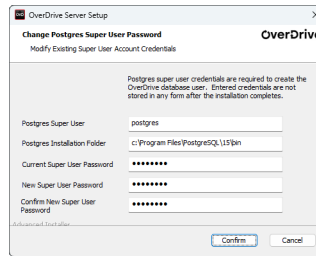 OverDrive Server Setup
Change Postgres Super User Password
Modify Existing Super User Account Credentials
OverDrive
Postgres super user credentials are required to create the
OverDrive database user. Entered credentials are not
stored in any form after the installation completes.
Postgres Super User
postgres
Postgres Installation Folder
c:\Program Files\PostgreSQL\15\bin
Current Super User Password
●●●●●●●●
New Super User Password
●●●●●●●●
Confirm New Super User
Password
●●●●●●●●
Advanced Installer
Confirm
Cancel